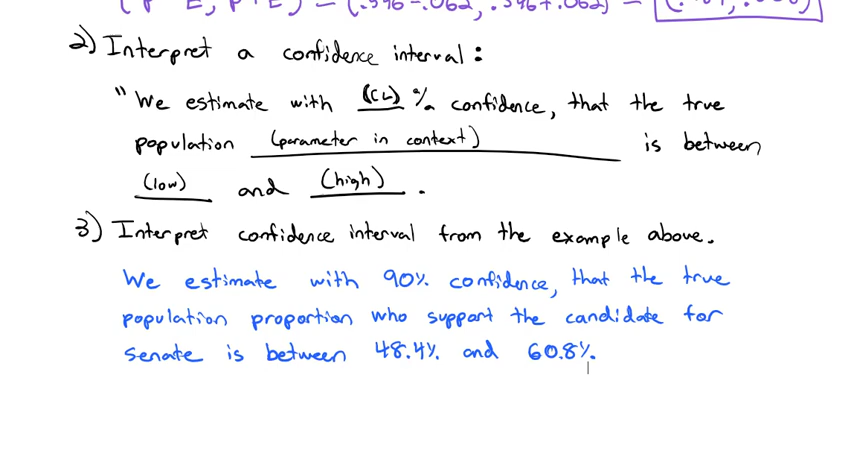 2) Interpret a confidence interval:
"We estimate with (CL) % confidence, that the true
population (parameter in context) is between
(low) and (high).
3) Interpret confidence interval from the example above.
We estimate with 90% confidence, that the true
population proportion who support the candidate for
senate is between 48.4% and 60.8%.